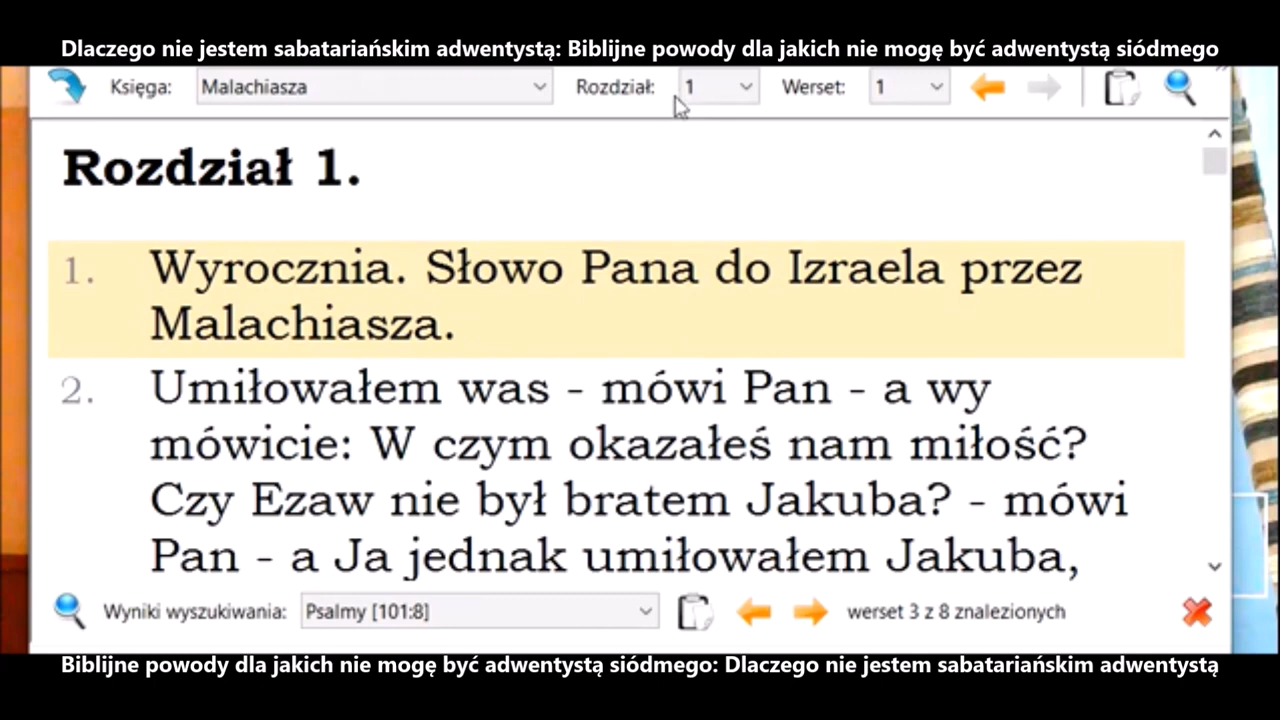 Dlaczego nie jestem sabatariańskim adwentystą: Biblijne powody dla jakich nie mogę być adwentystą siódmego
Księga: Malachiasza Rozdział: 1 Werset: 1
Rozdział 1.
1. Wyrocznia. Słowo Pana do Izraela przez
Malachiasza.
2. Umiłowałem was - mówi Pan - a wy
mówicie: W czym okazałeś nam miłość?
Czy Ezaw nie był bratem Jakuba? - mówi
Pan - a Ja jednak umiłowałem Jakuba,
Wyniki wyszukiwania: Psalmy [101:8] werset 3 z 8 znalezionych
Biblijne powody dla jakich nie mogę być adwentystą siódmego: Dlaczego nie jestem sabatariańskim adwentystą